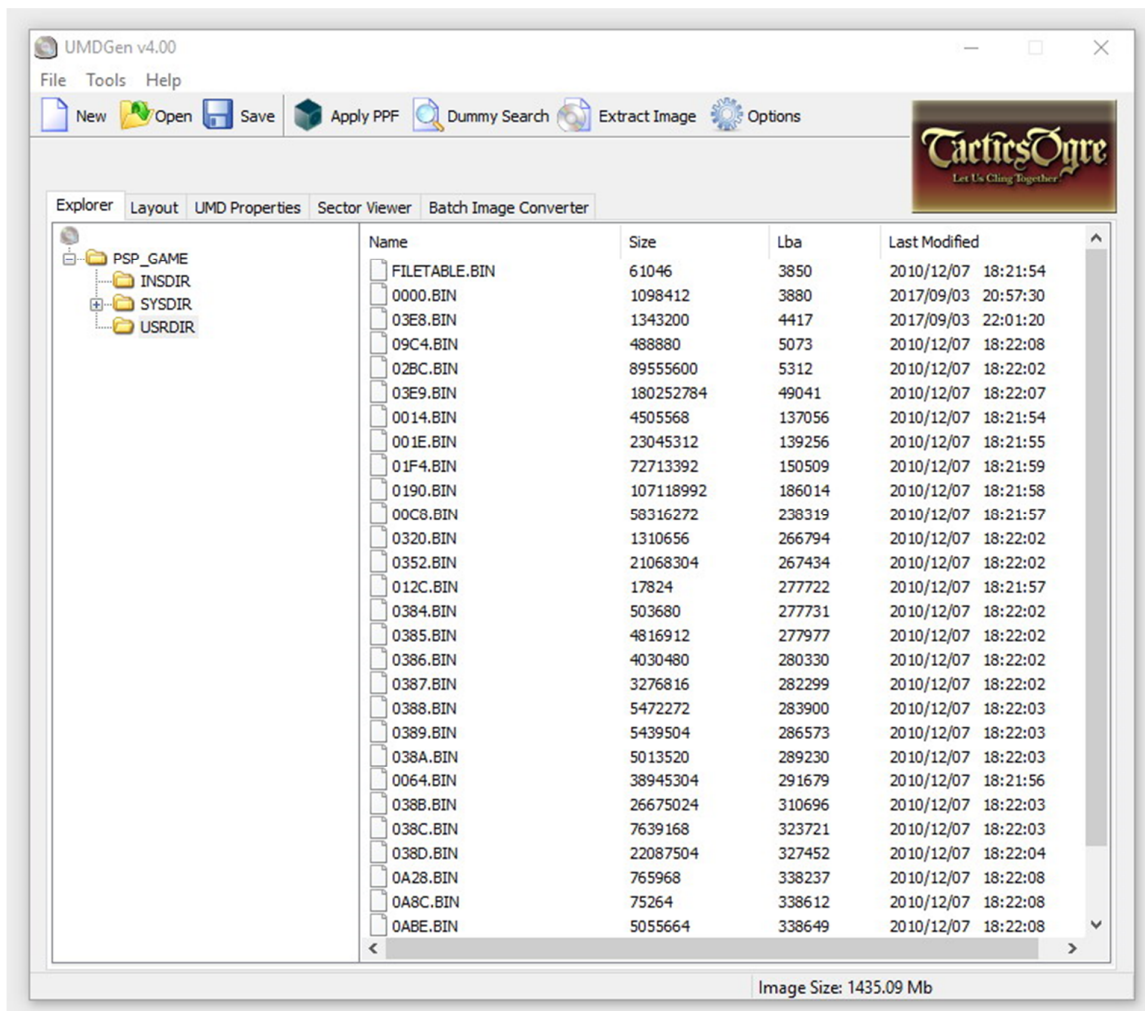 UMDGen v4.00
File Tools Help
New Open Save Apply PPF Dummy Search Extract Image Options
TacticsOgre
Let Us Cling Together
Explorer Layout UMD Properties Sector Viewer Batch Image Converter
PSP_GAME
INSDIR
SYSDIR
USRDIR
Name Size Lba Last Modified
FILETABLE.BIN 61046 3850 2010/12/07 18:21:54
0000.BIN 1098412 3880 2017/09/03 20:57:30
03E8.BIN 1343200 4417 2017/09/03 22:01:20
09C4.BIN 488880 5073 2010/12/07 18:22:08
02BC.BIN 89555600 5312 2010/12/07 18:22:02
03E9.BIN 180252784 49041 2010/12/07 18:22:07
0014.BIN 4505568 137056 2010/12/07 18:21:54
001E.BIN 23045312 139256 2010/12/07 18:21:55
01F4.BIN 72713392 150509 2010/12/07 18:21:59
0190.BIN 107118992 186014 2010/12/07 18:21:58
00C8.BIN 58316272 238319 2010/12/07 18:21:57
0320.BIN 1310656 266794 2010/12/07 18:22:02
0352.BIN 21068304 267434 2010/12/07 18:22:02
012C.BIN 17824 277722 2010/12/07 18:21:57
0384.BIN 503680 277731 2010/12/07 18:22:02
0385.BIN 4816912 277977 2010/12/07 18:22:02
0386.BIN 4030480 280330 2010/12/07 18:22:02
0387.BIN 3276816 282299 2010/12/07 18:22:02
0388.BIN 5472272 283900 2010/12/07 18:22:03
0389.BIN 5439504 286573 2010/12/07 18:22:03
038A.BIN 5013520 289230 2010/12/07 18:22:03
0064.BIN 38945304 291679 2010/12/07 18:21:56
038B.BIN 26675024 310696 2010/12/07 18:22:03
038C.BIN 7639168 323721 2010/12/07 18:22:03
038D.BIN 22087504 327452 2010/12/07 18:22:04
0A28.BIN 765968 338237 2010/12/07 18:22:08
0A8C.BIN 75264 338612 2010/12/07 18:22:08
0ABE.BIN 5055664 338649 2010/12/07 18:22:08
Image Size: 1435.09 Mb